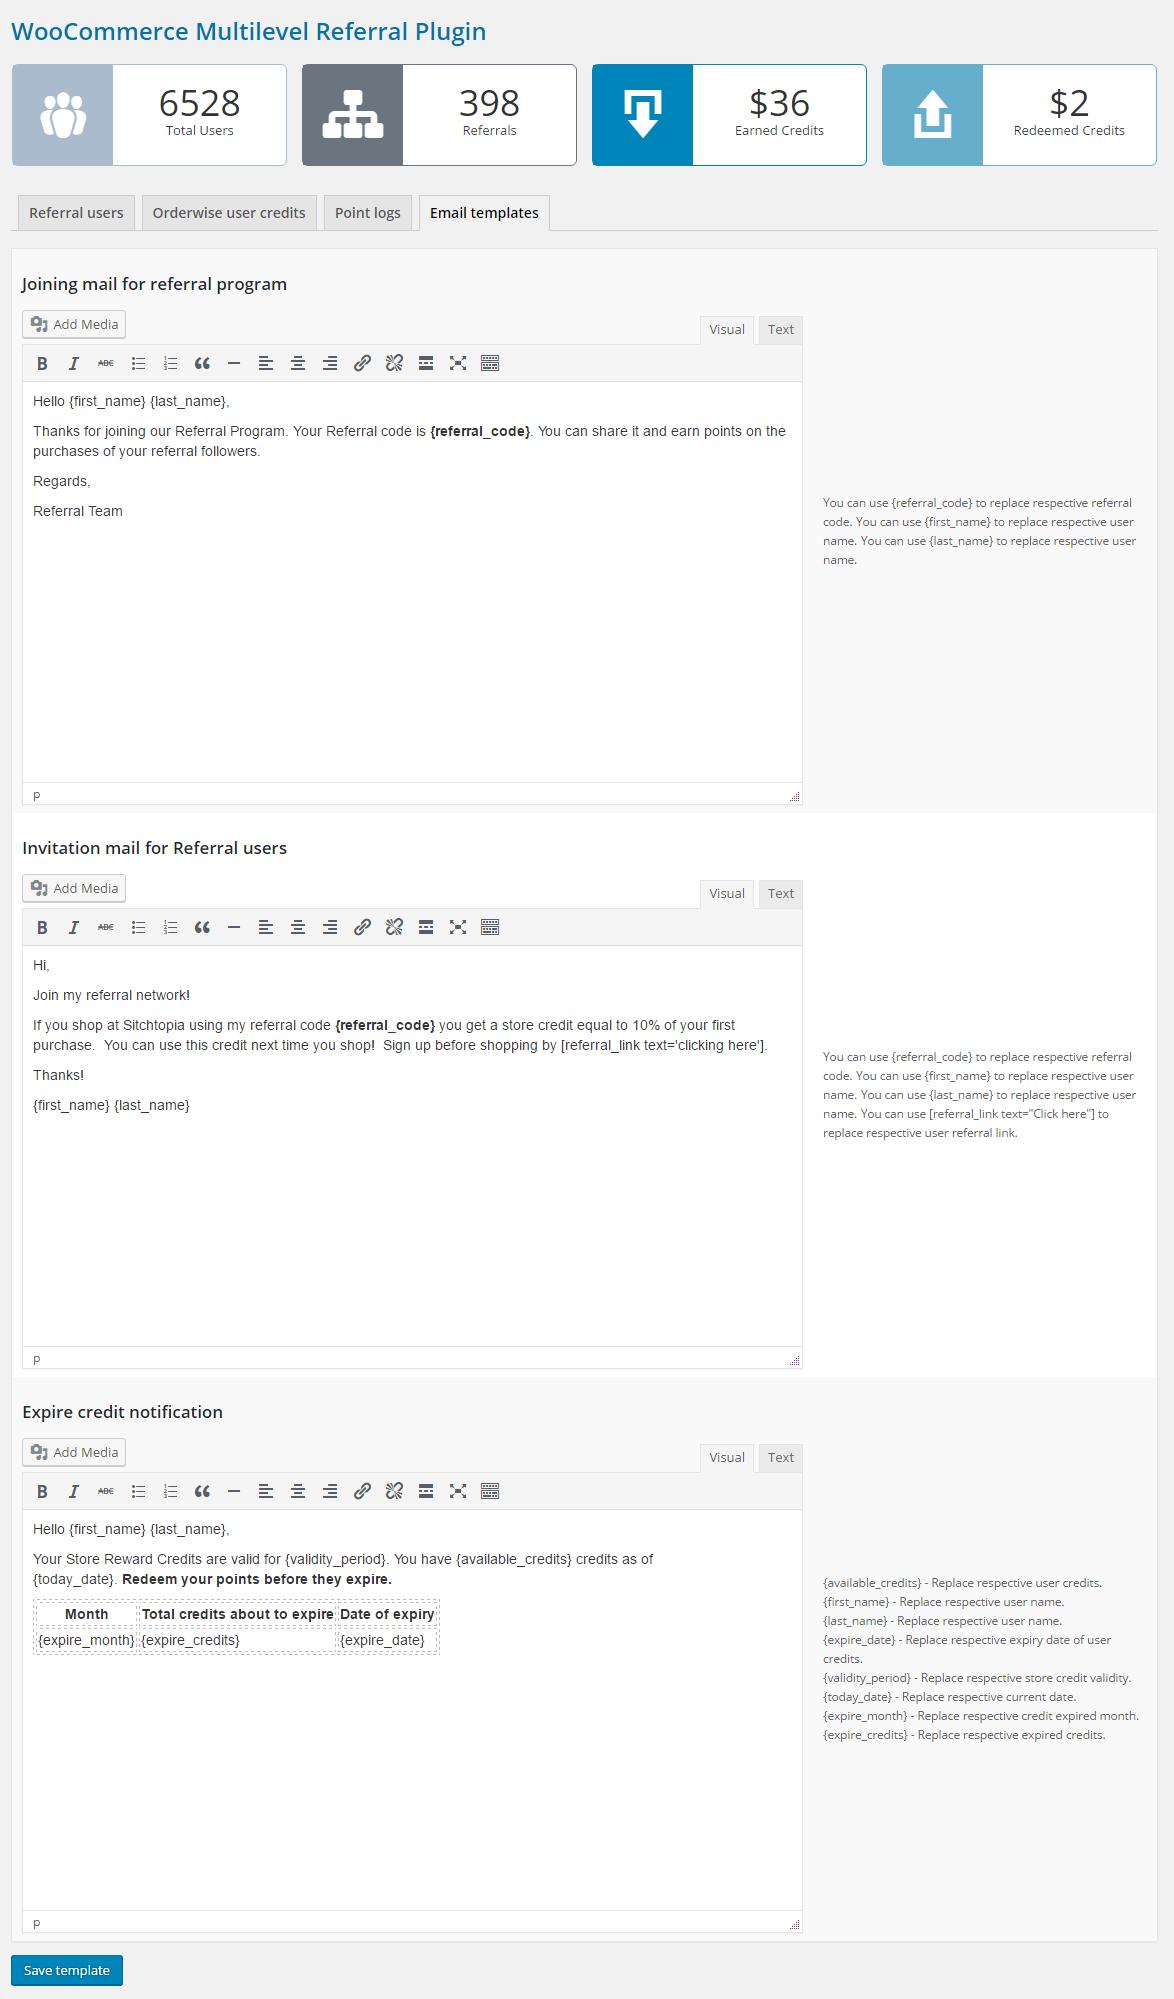 WooCommerce Multilevel Referral Plugin
6528
Total Users
398
Referrals
$36
Earned Credits
$2
Redeemed Credits
Referral users
Orderwise user credits
Point logs
Email templates
Joining mail for referral program
Add Media
Visual
Text
B I ABC
Hello {first_name} {last_name},
Thanks for joining our Referral Program. Your Referral code is {referral_code}. You can share it and earn points on the
purchases of your referral followers.
Regards,
Referral Team
p
You can use {referral_code} to replace respective referral
code. You can use {first_name} to replace respective user
name. You can use {last_name} to replace respective user
name.
Invitation mail for Referral users
Add Media
Visual
Text
B I ABC
Hi,
Join my referral network!
If you shop at Sitchtopia using my referral code {referral_code} you get a store credit equal to 10% of your first
purchase.  You can use this credit next time you shop!  Sign up before shopping by [referral_link text='clicking here'].
Thanks!
{first_name} {last_name}
p
You can use {referral_code} to replace respective referral
code. You can use {first_name} to replace respective user
name. You can use {last_name} to replace respective user
name. You can use [referral_link text="Click here"] to
replace respective user referral link.
Expire credit notification
Add Media
Visual
Text
B I ABC
Hello {first_name} {last_name},
Your Store Reward Credits are valid for {validity_period}. You have {available_credits} credits as of
{today_date}. Redeem your points before they expire.
Month Total credits about to expire Date of expiry
{expire_month} {expire_credits} {expire_date}
p
{available_credits} - Replace respective user credits.
{first_name} - Replace respective user name.
{last_name} - Replace respective user name.
{expire_date} - Replace respective expiry date of user
credits.
{validity_period} - Replace respective store credit validity.
{today_date} - Replace respective current date.
{expire_month} - Replace respective credit expired month.
{expire_credits} - Replace respective expired credits.
Save template